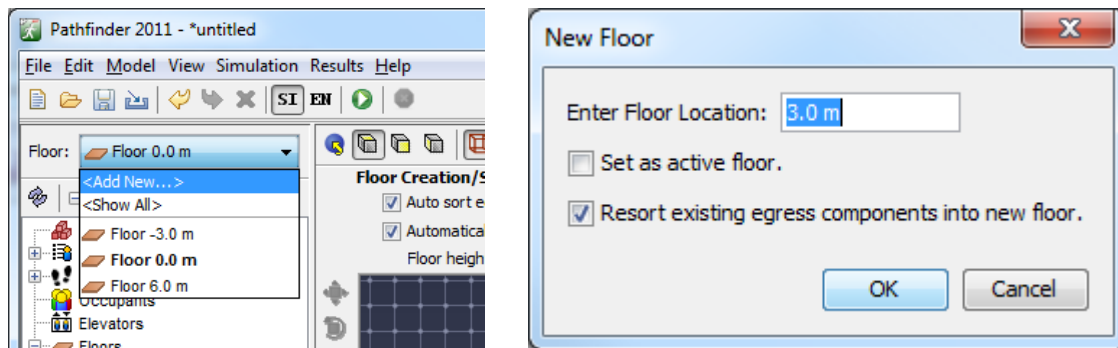 Pathfinder 2011 - *untitled
File Edit Model View Simulation Results Help
SI EN
Floor: Floor 0.0 m
<Add New...>
<Show All>
Floor -3.0 m
Floor 0.0 m
Floor 6.0 m
Occupants
Elevators
Floors
Floor Creation/S
Auto sort e
Automatical
Floor heigh
New Floor
Enter Floor Location: 3.0 m
Set as active floor.
Resort existing egress components into new floor.
OK Cancel